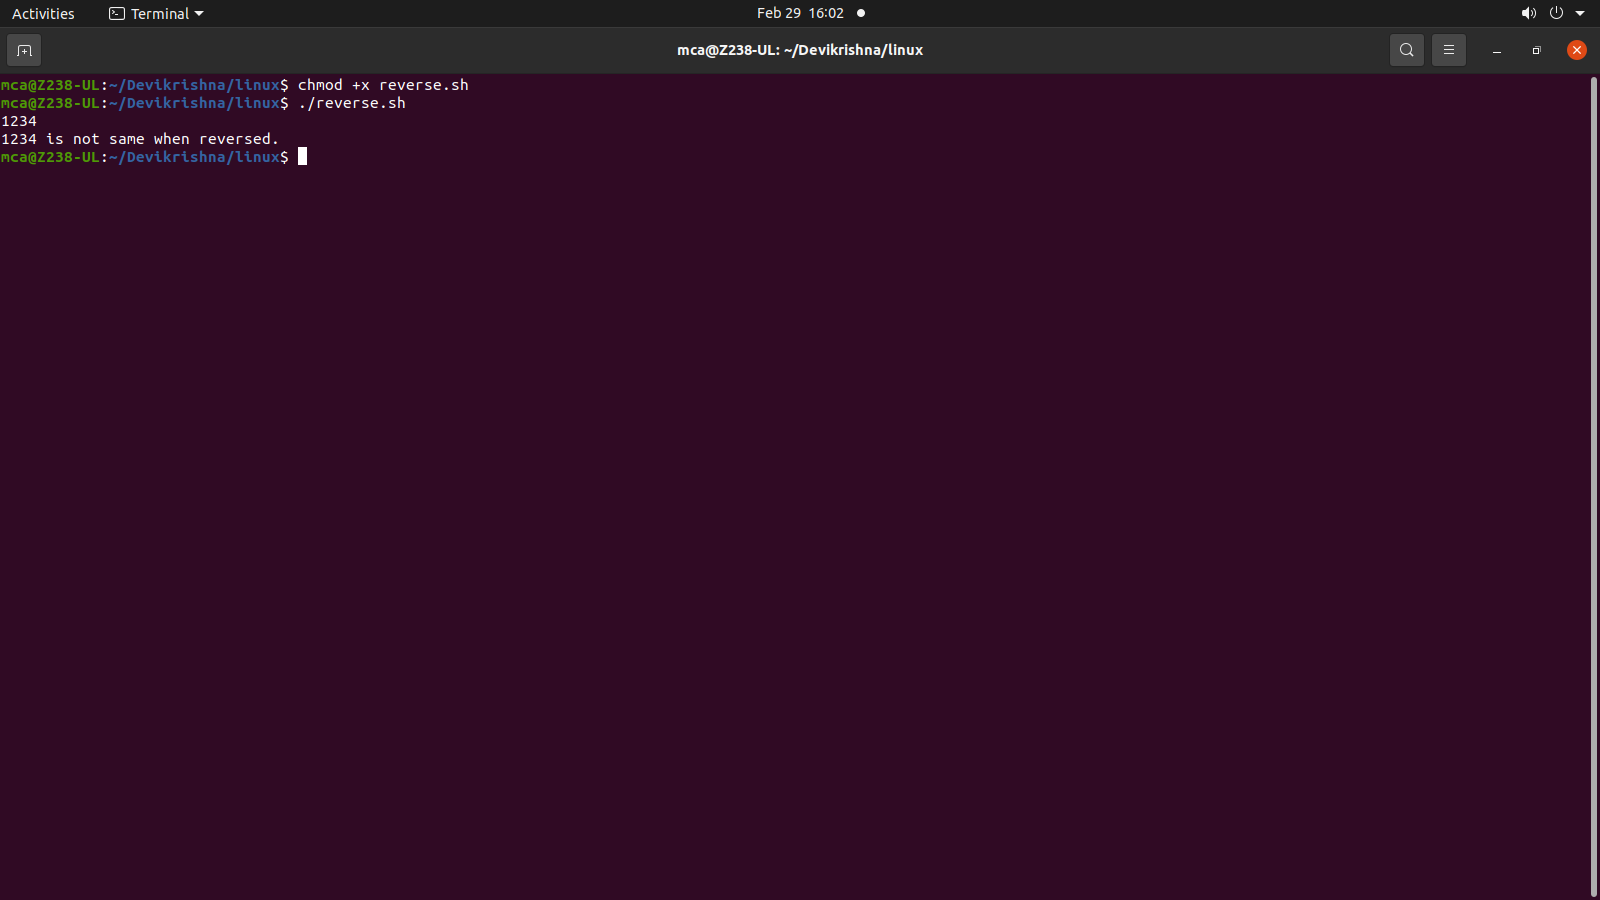 Activities Terminal Feb 29 16:02
mca@Z238-UL: ~/Devikrishna/linux
mca@Z238-UL:~/Devikrishna/linux$ chmod +x reverse.sh
mca@Z238-UL:~/Devikrishna/linux$ ./reverse.sh
1234
1234 is not same when reversed.
mca@Z238-UL:~/Devikrishna/linux$